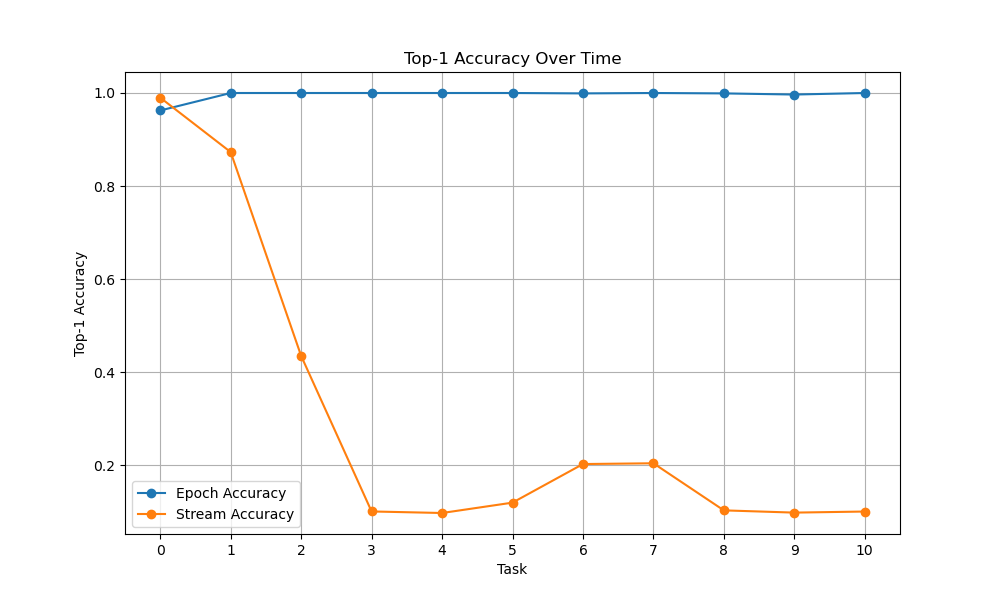 Top-1 Accuracy Over Time
Top-1 Accuracy
1.0
0.8
0.6
0.4
0.2
Epoch Accuracy
Stream Accuracy
0 1 2 3 4 5 6 7 8 9 10
Task